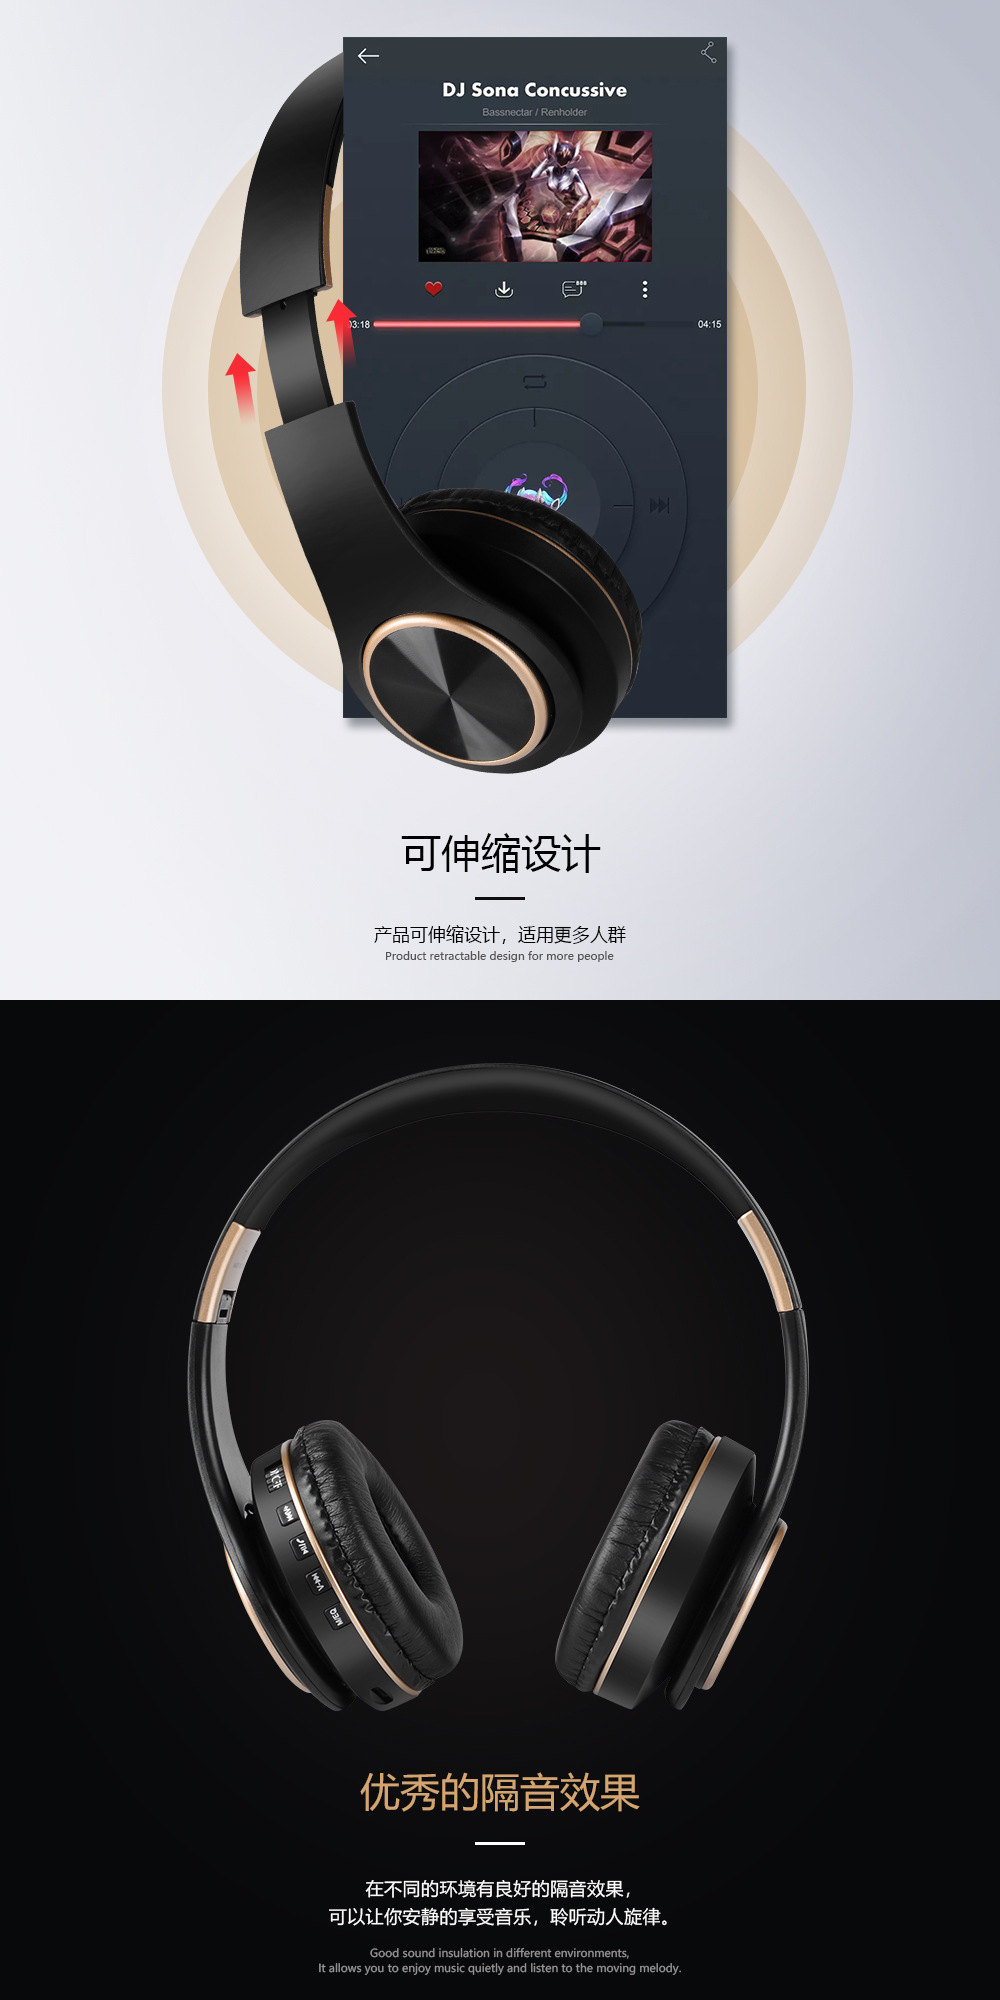 DJ Sona Concussive
Bassnectar / Renholder
03:18
04:15
可伸缩设计
产品可伸缩设计，适用更多人群
Product retractable design for more people
M/EQ
优秀的隔音效果
在不同的环境有良好的隔音效果，
可以让你安静的享受音乐，聆听动人旋律。
Good sound insulation in different environments,
It allows you to enjoy music quietly and listen to the moving melody.